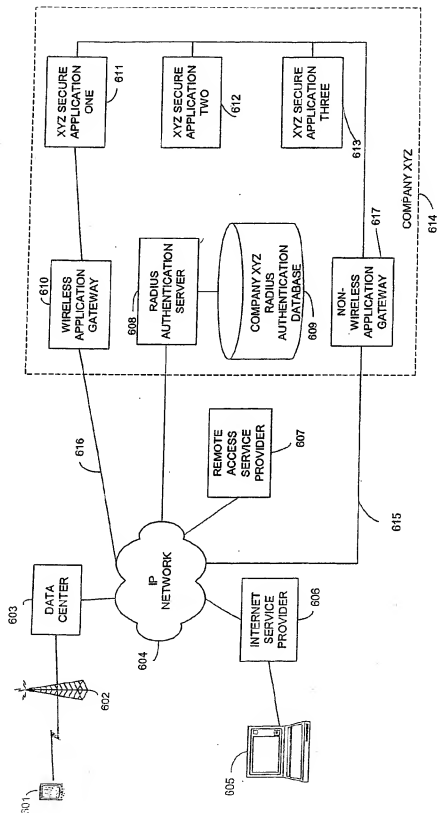 611
XYZ SECURE
APPLICATION
ONE
XYZ SECURE
APPLICATION
TWO
612
XYZ SECURE
APPLICATION
THREE
613
COMPANY XYZ
614
610
WIRELESS
APPLICATION
GATEWAY
608
RADIUS
AUTHENTICATION
SERVER
COMPANY XYZ
RADIUS
AUTHENTICATION
DATABASE
609
617
NON-
WIRELESS
APPLICATION
GATEWAY
616
REMOTE
ACCESS
SERVICE
PROVIDER
607
615
603
DATA
CENTER
IP
NETWORK
604
INTERNET
SERVICE
PROVIDER
606
602
601
605